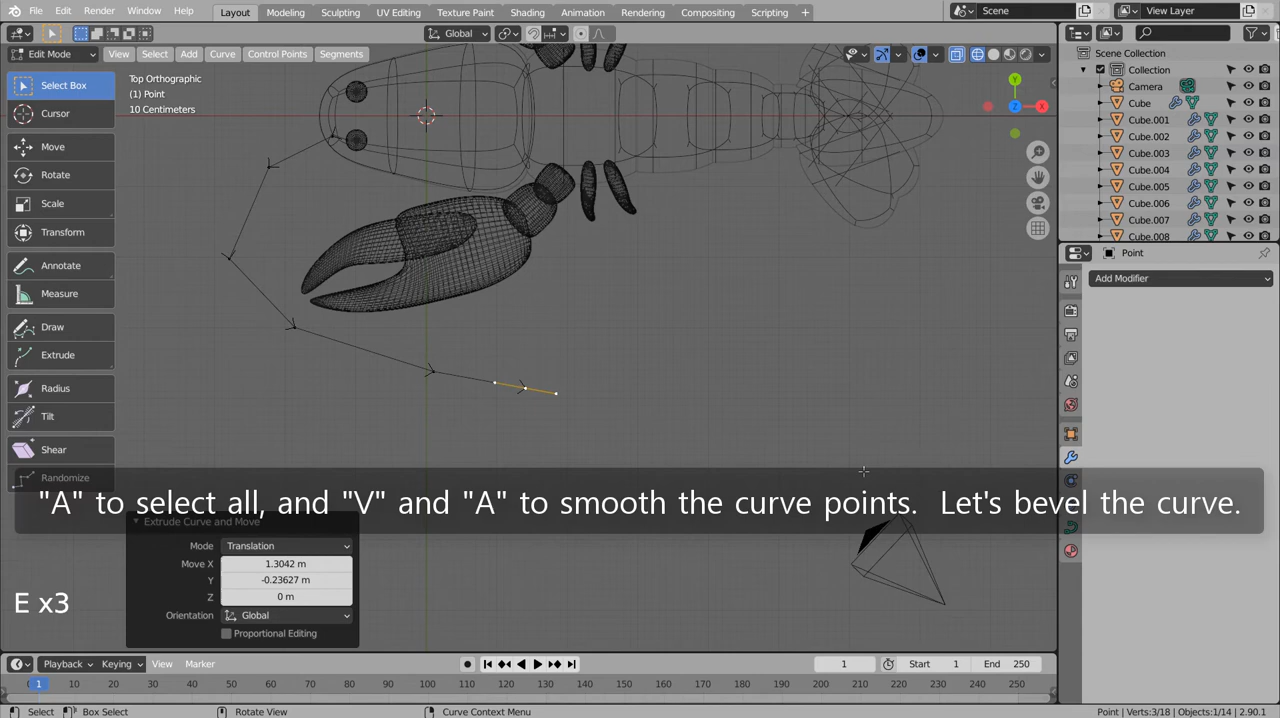 File Edit Render Window Help Layout Modeling Sculpting UV Editing Texture Paint Shading Animation Rendering Compositing Scripting + Scene View Layer
Edit Mode View Select Add Curve Control Points Segments Global
Select Box
Cursor
Move
Rotate
Scale
Transform
Annotate
Measure
Draw
Extrude
Radius
Tilt
Shear
Randomize
Top Orthographic
(1) Point
10 Centimeters
Y
X
Z
Scene Collection
Collection
Camera
Cube
Cube.001
Cube.002
Cube.003
Cube.004
Cube.005
Cube.006
Cube.007
Cube.008
Point
Add Modifier
"A" to select all, and "V" and "A" to smooth the curve points. Let's bevel the curve.
Extrude Curve and Move
Mode Translation
Move X 1.3042 m
Y -0.23627 m
Z 0 m
Orientation Global
Proportional Editing
E x3
Playback Keying View Marker 1 Start 1 End 250
0 1 10 20 30 40 50 60 70 80 90 100 110 120 130 140 150 160 170 180 190 200 210 220 230 240 250
Select Box Select Rotate View Curve Context Menu Point | Verts:3/18 | Objects:1/14 | 2.90.1